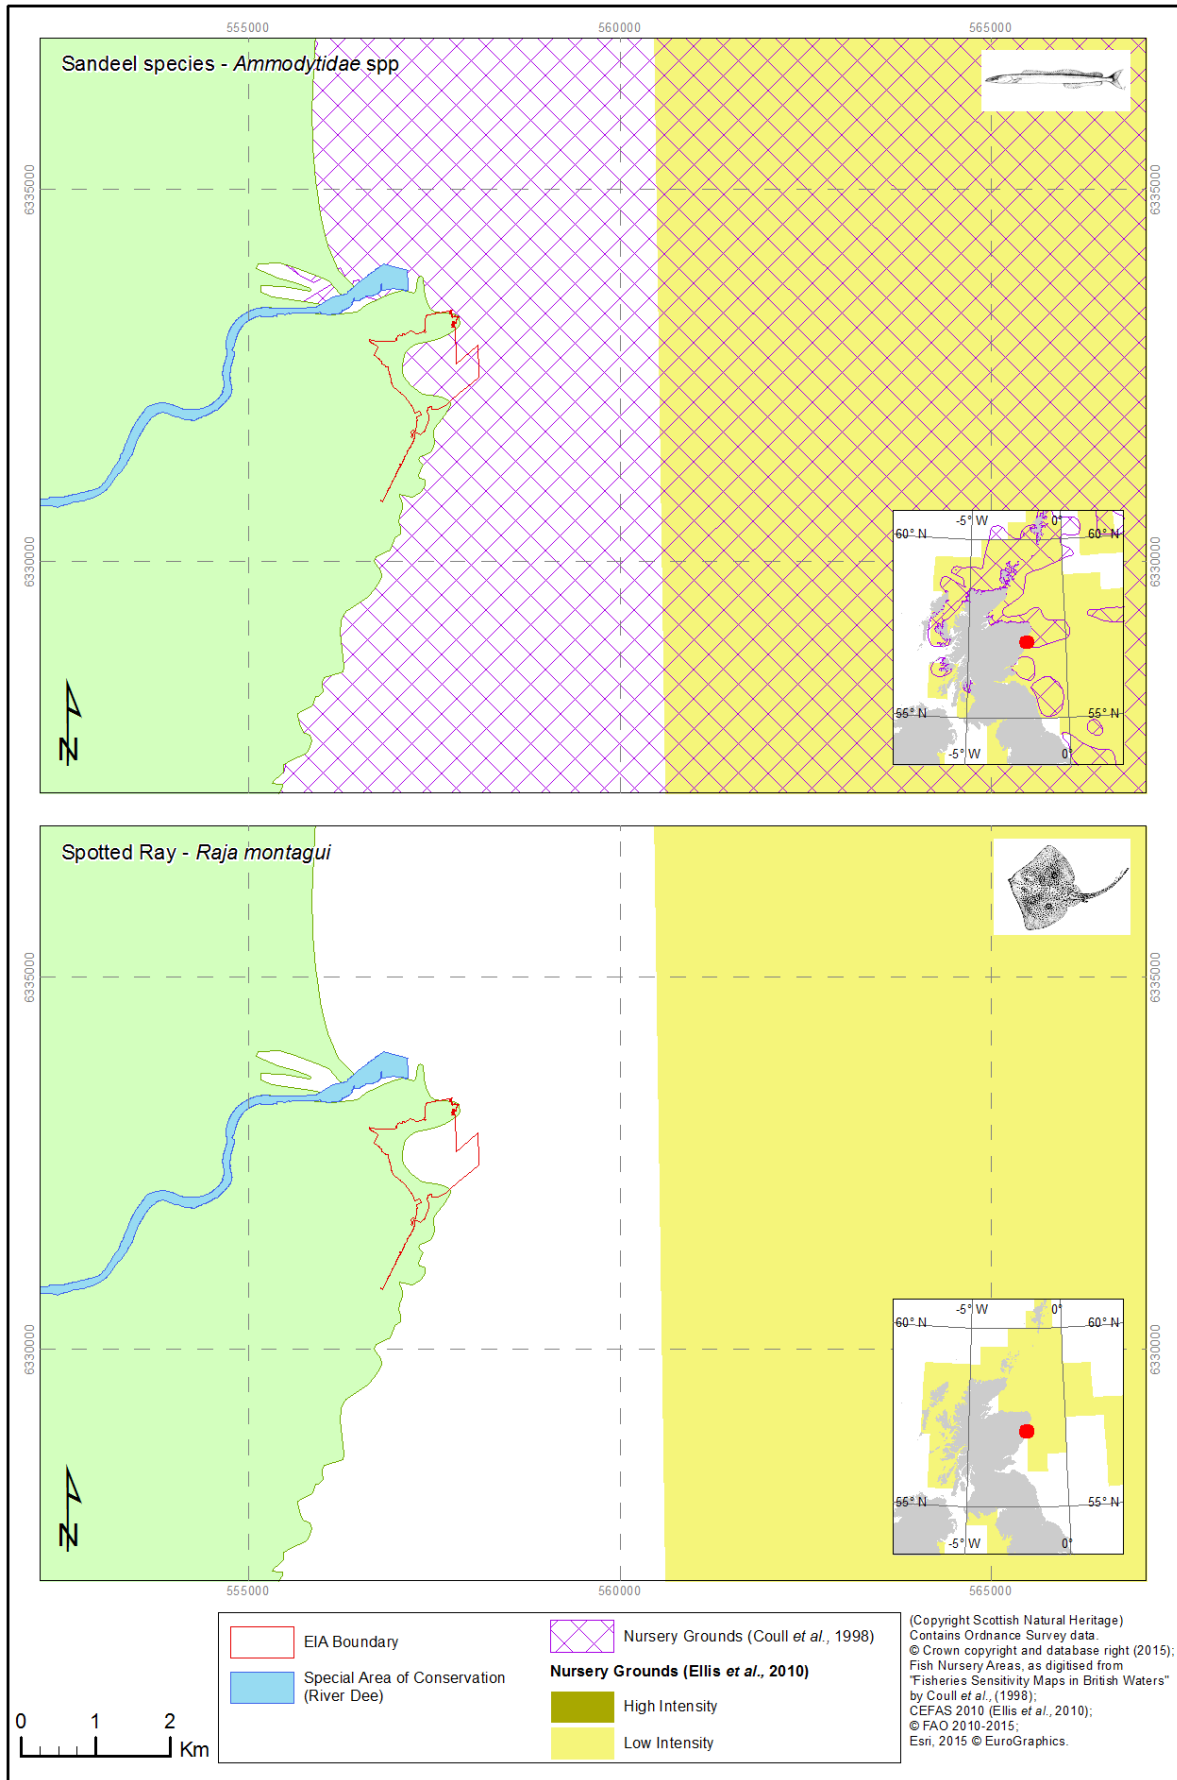 555000
560000
565000
Sandeel species - Ammodytidae spp
6335000
6335000
6330000
6330000
-5° W
0°
60° N
60° N
55° N
55° N
-5° W
0°
N
Spotted Ray - Raja montagui
6335000
6335000
6330000
6330000
-5° W
0°
60° N
60° N
55° N
55° N
-5° W
0°
N
555000
560000
565000
EIA Boundary
Special Area of Conservation
(River Dee)
Nursery Grounds (Coull et al., 1998)
Nursery Grounds (Ellis et al., 2010)
High Intensity
Low Intensity
(Copyright Scottish Natural Heritage)
Contains Ordnance Survey data.
© Crown copyright and database right (2015);
Fish Nursery Areas, as digitised from
"Fisheries Sensitivity Maps in British Waters"
by Coull et al., (1998);
CEFAS 2010 (Ellis et al., 2010);
© FAO 2010-2015;
Esri, 2015 © EuroGraphics.
0 1 2
Km